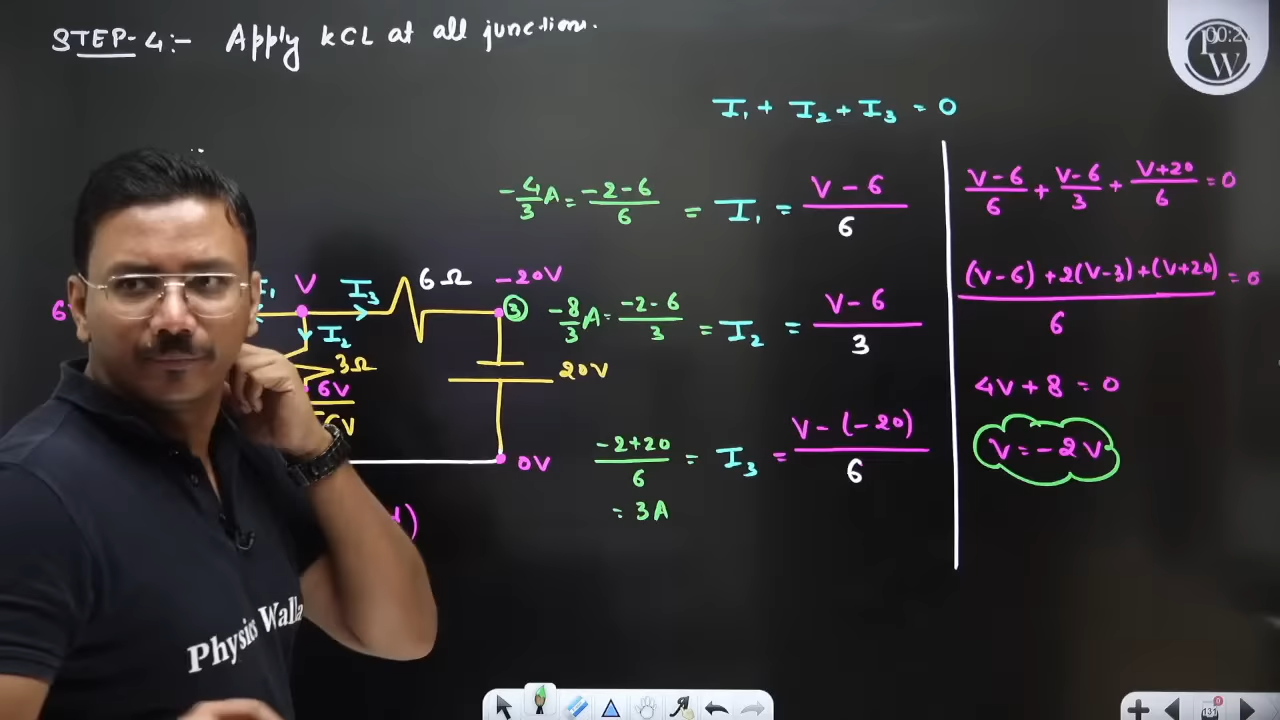 STEP-4:- Apply KCL at all junctions.
I₁ + I₂ + I₃ = 0
-4/3 A = (-2-6)/6 = I₁ = (V-6)/6
-8/3 A = (-2-6)/3 = I₂ = (V-6)/3
(-2+20)/6 = I₃ = (V-(-20))/6
= 3A
(V-6)/6 + (V-6)/3 + (V+20)/6 = 0
((V-6) + 2(V-3) + (V+20))/6 = 0
4V + 8 = 0
V = -2V
V
I₃
6Ω
-20V
③
I₂
3Ω
6V
20V
0V
PW
Physics Walla
131